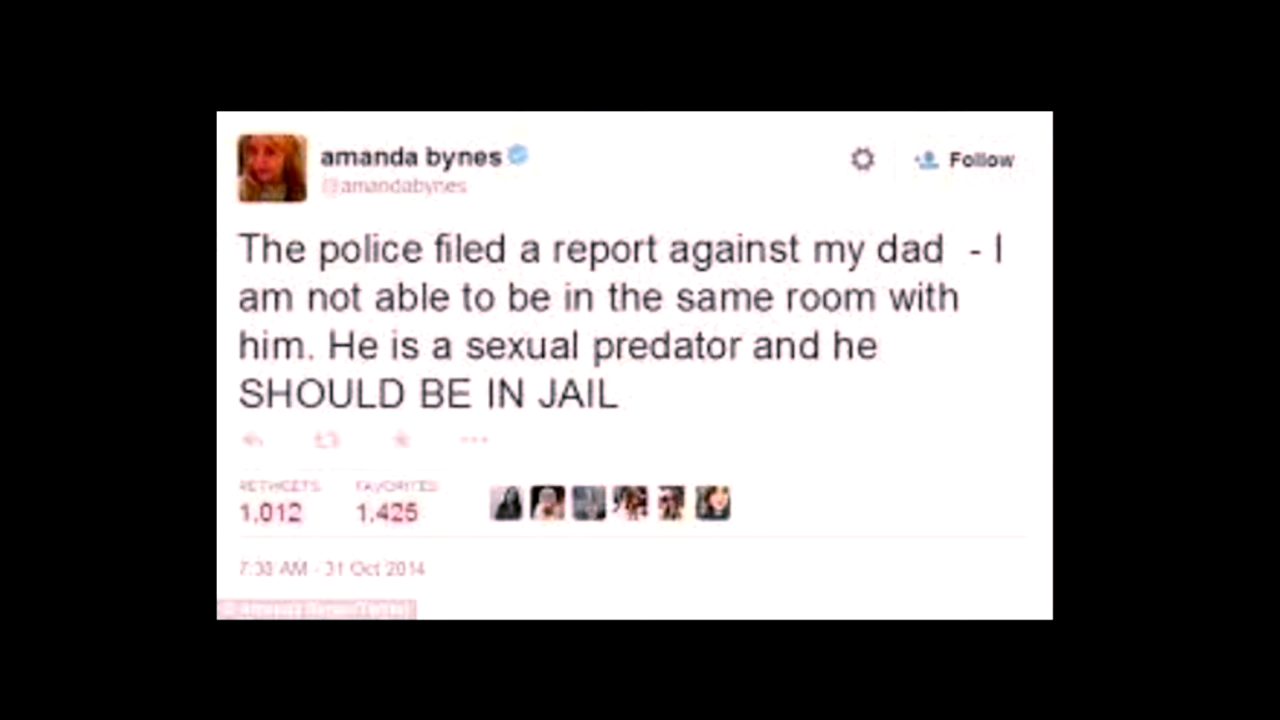 amanda bynes
Follow
@amandabynes
The police filed a report against my dad - I
am not able to be in the same room with
him. He is a sexual predator and he
SHOULD BE IN JAIL
RETWEETS FAVORITES
1,012 1,425
7:38 AM - 31 Oct 2014